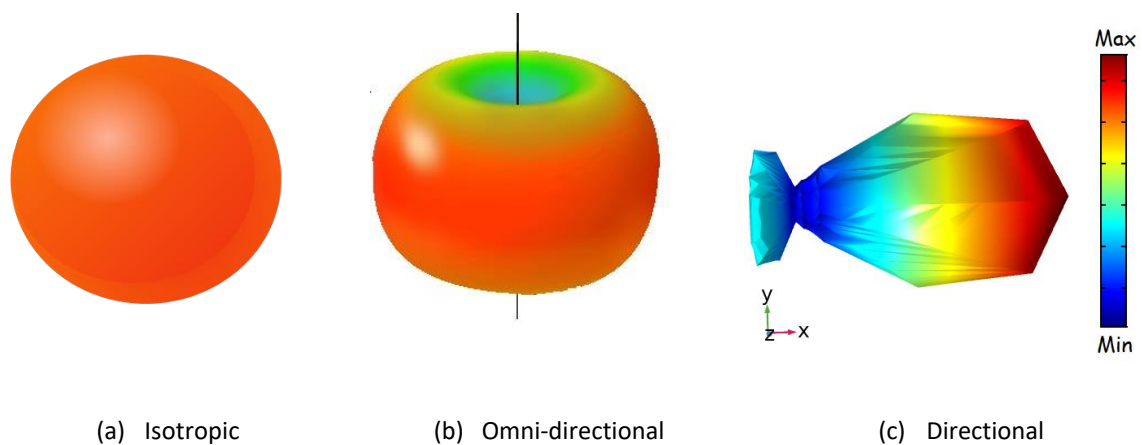 Max
y
z x
Min
(a) Isotropic
(b) Omni-directional
(c) Directional